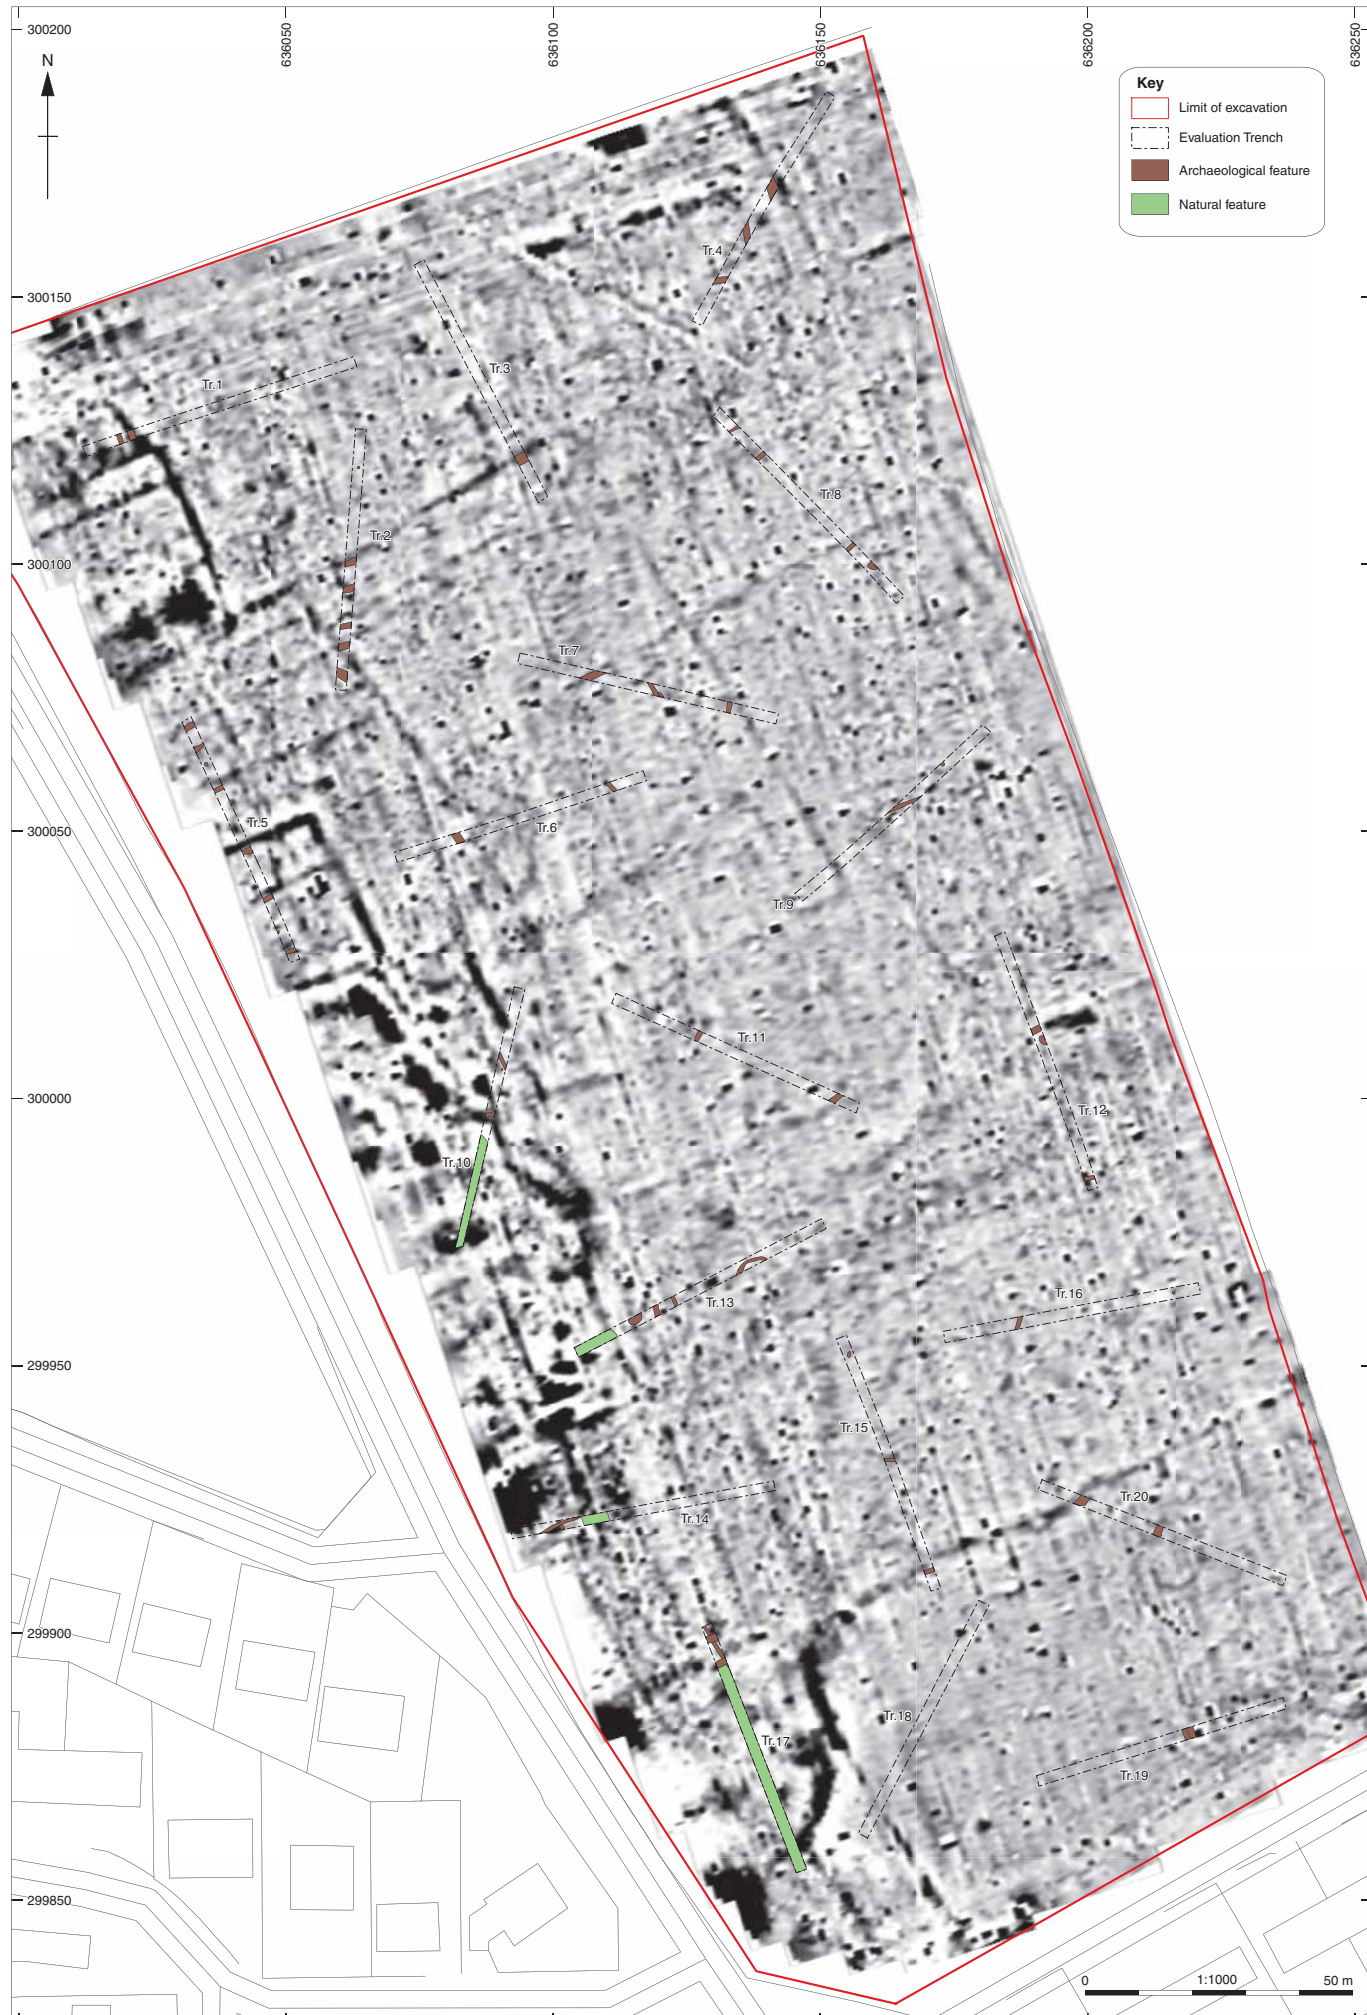 300200
636050
636100
636150
636200
636250
N
Key
Limit of excavation
Evaluation Trench
Archaeological feature
Natural feature
Tr.4
300150
Tr.3
Tr.1
Tr.8
Tr.2
300100
Tr.7
Tr.5
Tr.6
300050
Tr.9
Tr.11
300000
Tr.12
Tr.10
Tr.16
Tr.13
299950
Tr.15
Tr.20
Tr.14
299900
Tr.18
Tr.17
Tr.19
299850
0 1:1000 50 m